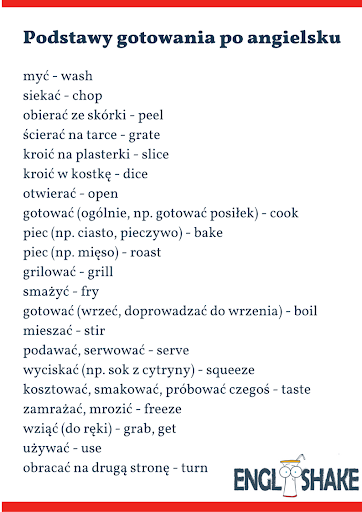 Podstawy gotowania po angielsku
myć - wash
siekać - chop
obierać ze skórki - peel
ścierać na tarce - grate
kroić na plasterki - slice
kroić w kostkę - dice
otwierać - open
gotować (ogólnie, np. gotować posiłek) - cook
piec (np. ciasto, pieczywo) - bake
piec (np. mięso) - roast
grilować - grill
smażyć - fry
gotować (wrzeć, doprowadzać do wrzenia) - boil
mieszać - stir
podawać, serwować - serve
wyciskać (np. sok z cytryny) - squeeze
kosztować, smakować, próbować czegoś - taste
zamrażać, mrozić - freeze
wziąć (do ręki) - grab, get
używać - use
obracać na drugą stronę - turn
ENGLISHAKE